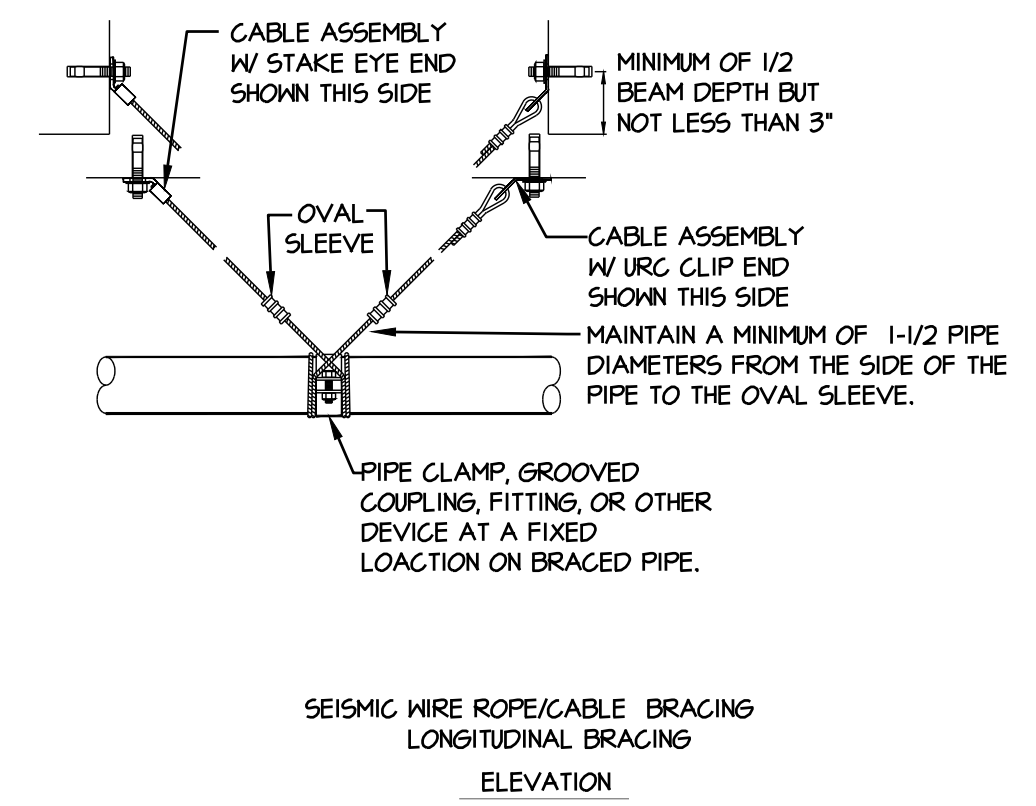 CABLE ASSEMBLY
W/ STAKE EYE END
SHOWN THIS SIDE
MINIMUM OF 1/2
BEAM DEPTH BUT
NOT LESS THAN 3"
OVAL
SLEEVE
CABLE ASSEMBLY
W/ URC CLIP END
SHOWN THIS SIDE
MAINTAIN A MINIMUM OF 1-1/2 PIPE
DIAMETERS FROM THE SIDE OF THE
PIPE TO THE OVAL SLEEVE.
PIPE CLAMP, GROOVED
COUPLING, FITTING, OR OTHER
DEVICE AT A FIXED
LOACTION ON BRACED PIPE.
SEISMIC WIRE ROPE/CABLE BRACING
LONGITUDINAL BRACING
ELEVATION